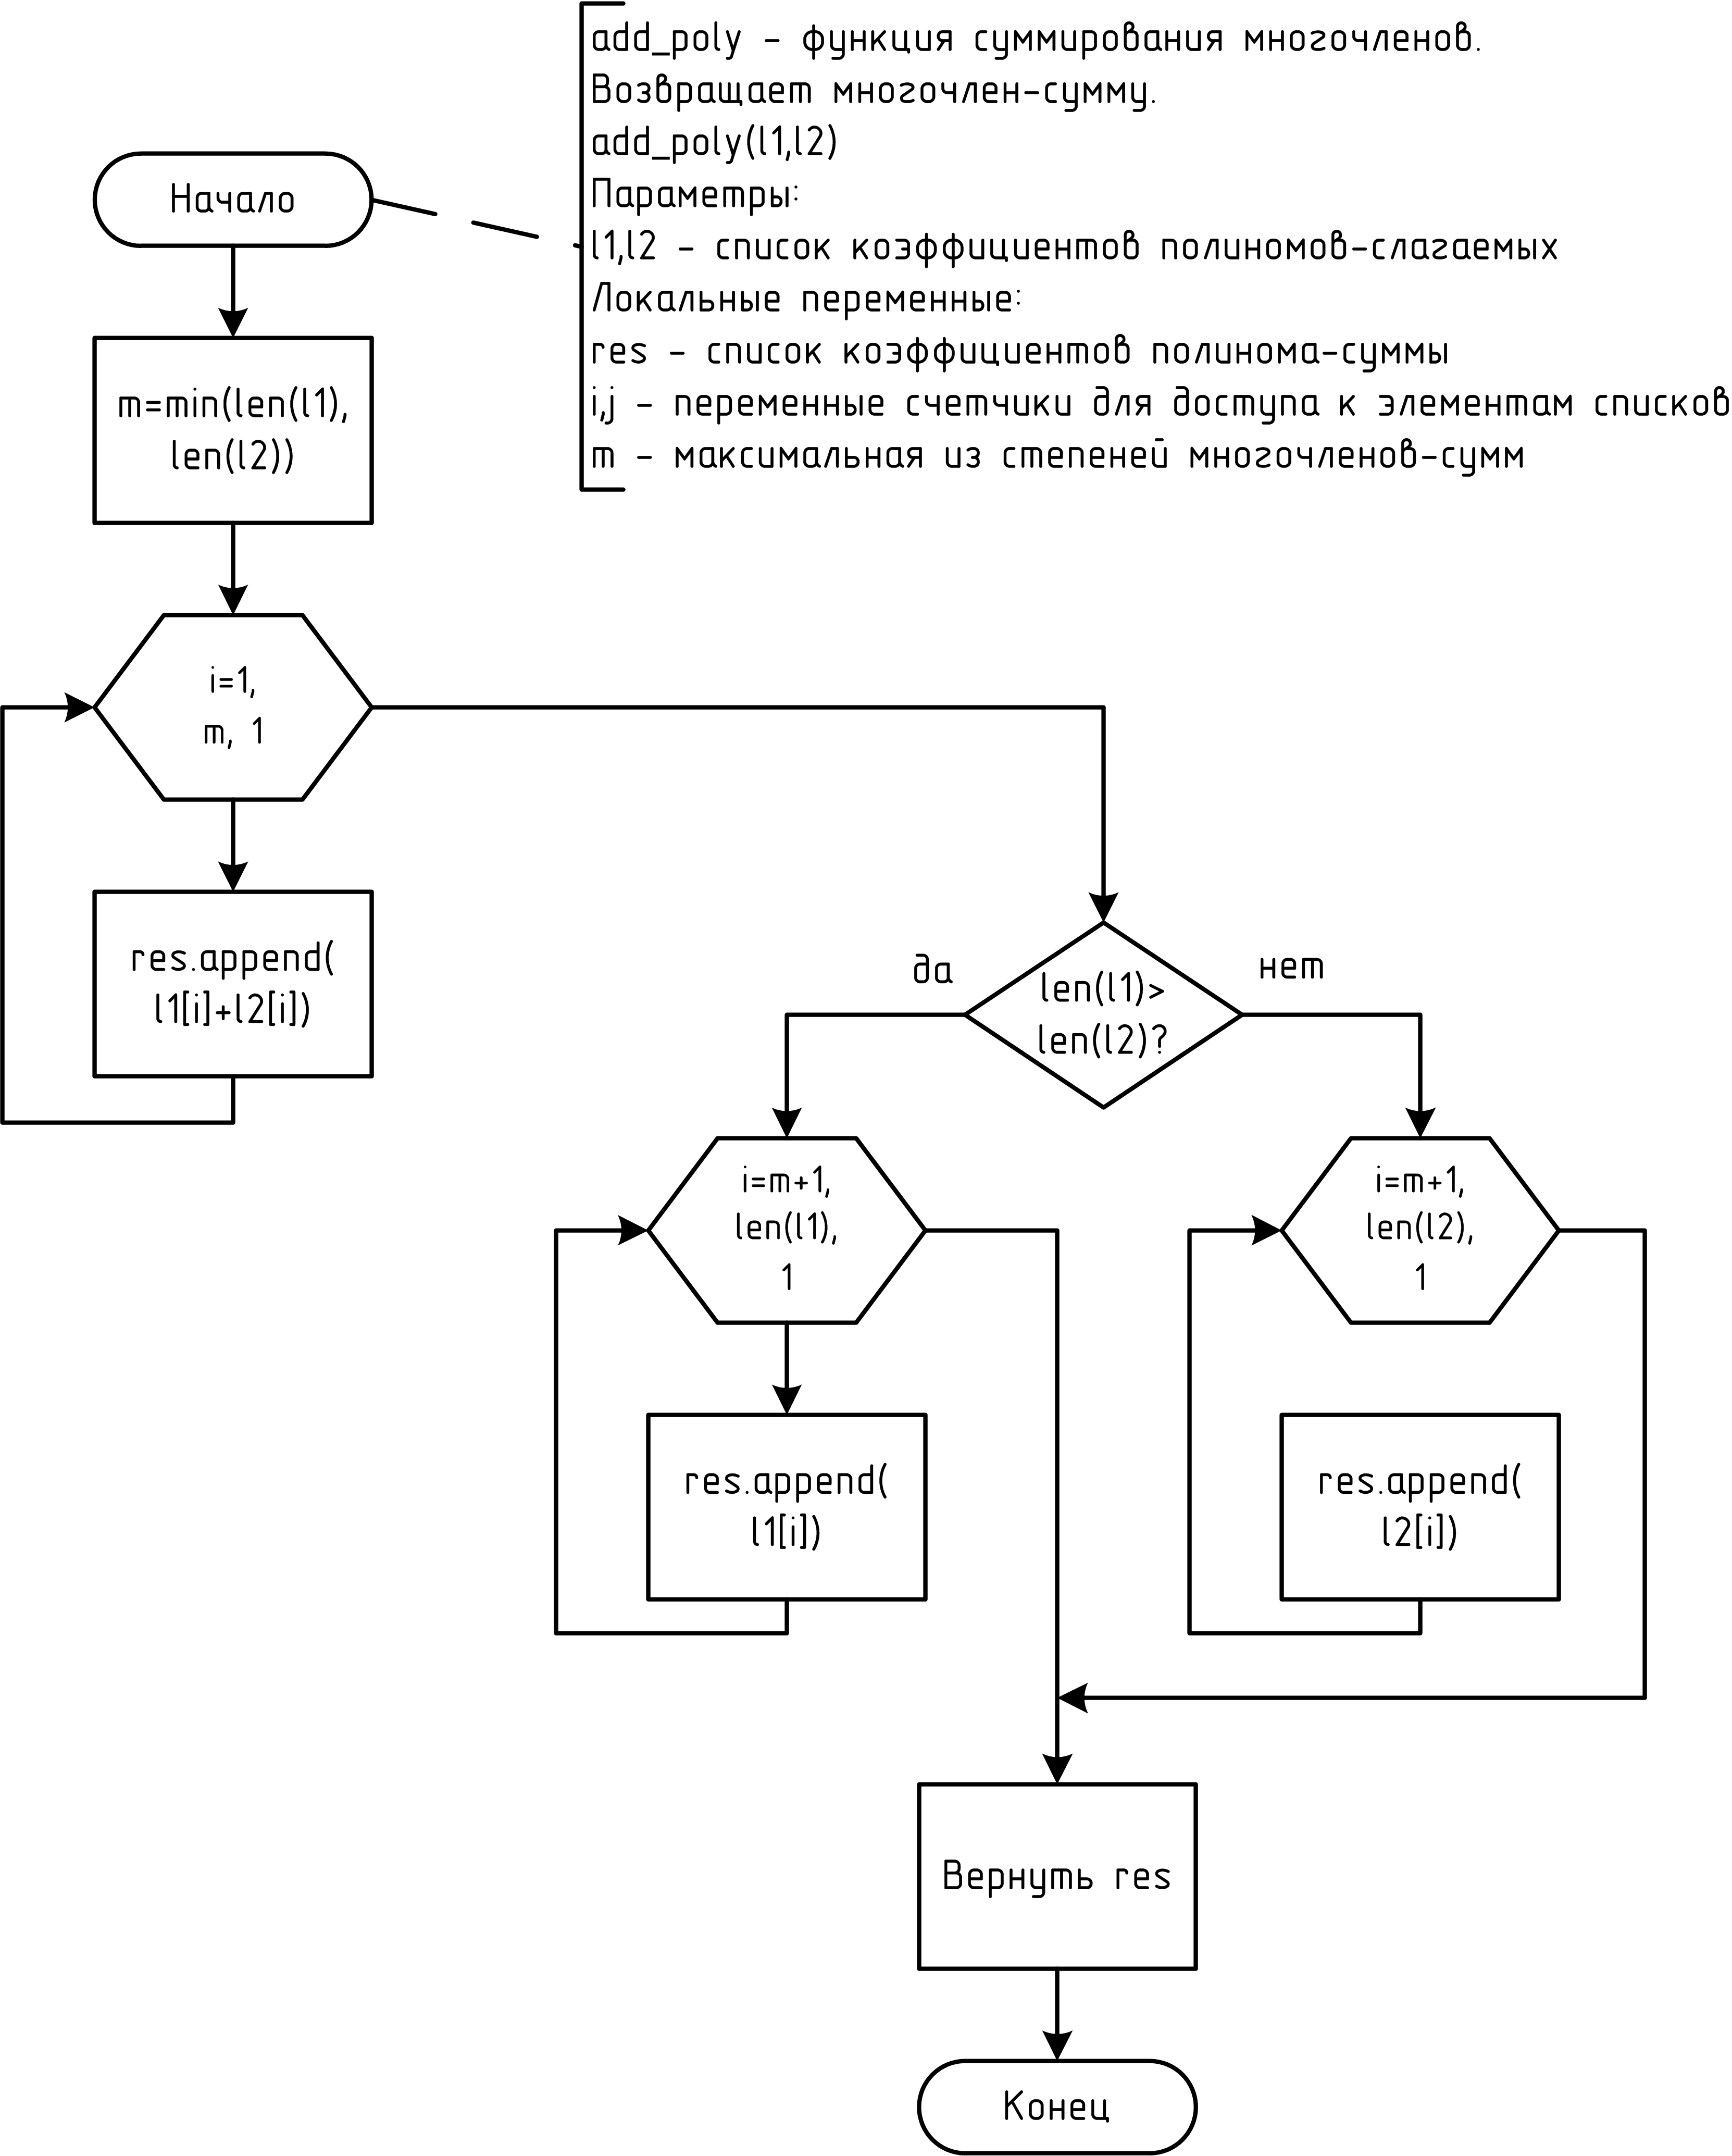 add_poly - функция суммирования многочленов.
Возвращает многочлен-сумму.
add_poly(l1,l2)
Параметры:
l1,l2 - список коэффициентов полиномов-слагаемых
Локальные переменные:
res - список коэффициентов полинома-суммы
i,j - переменные счетчики для доступа к элементам списков
m - максимальная из степеней многочленов-сумм
Начало
m=min(len(l1),
len(l2))
i=1,
m, 1
res.append(
l1[i]+l2[i])
len(l1)>
len(l2)?
да
нет
i=m+1,
len(l1),
1
res.append(
l1[i])
i=m+1,
len(l2),
1
res.append(
l2[i])
Вернуть res
Конец